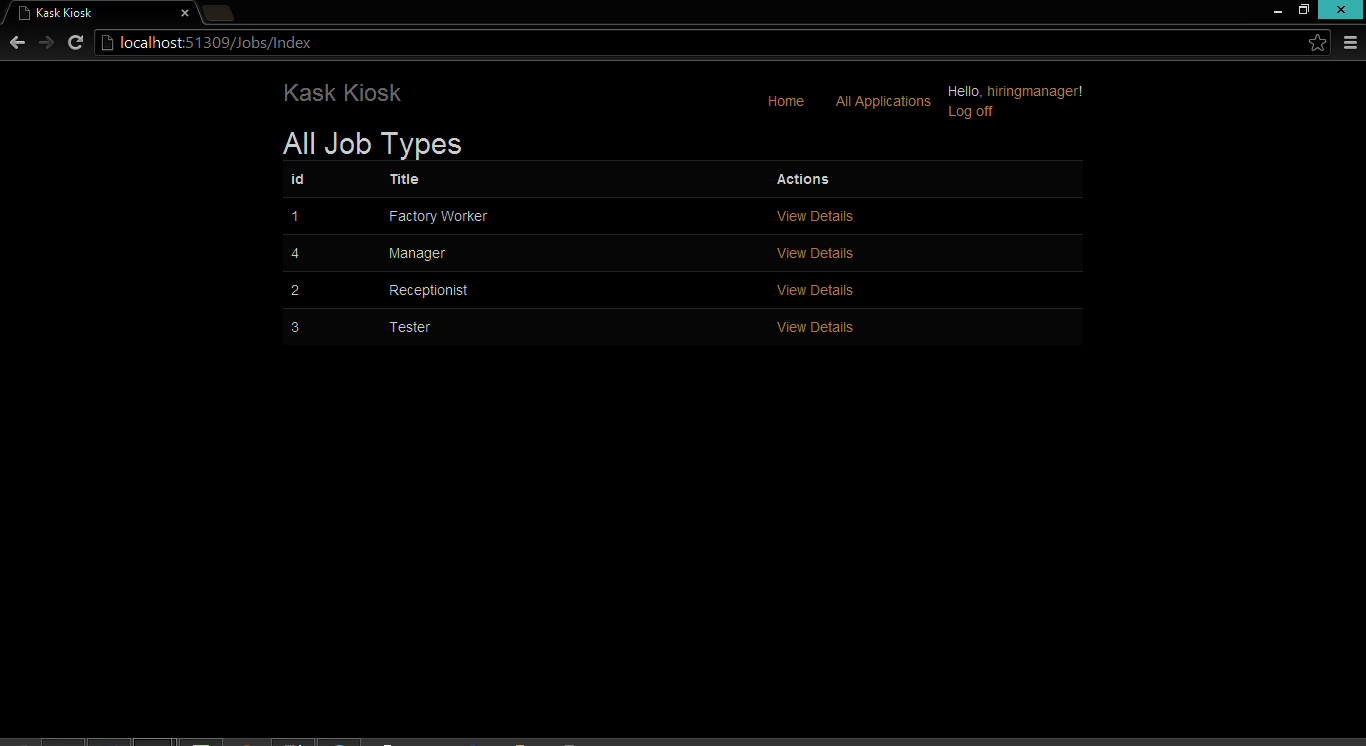 Kask Kiosk
localhost:51309/Jobs/Index
Kask Kiosk
Home All Applications Hello, hiringmanager!
Log off
All Job Types
id Title Actions
1 Factory Worker View Details
4 Manager View Details
2 Receptionist View Details
3 Tester View Details